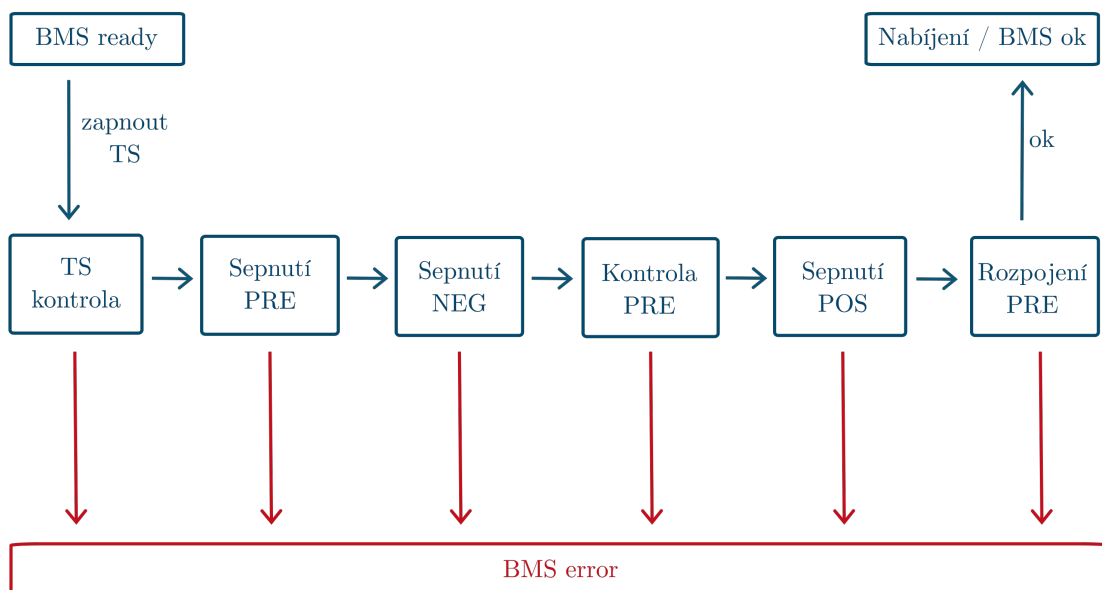 BMS ready
Nabíjení / BMS ok
zapnout
TS
ok
TS
kontrola
Sepnutí
PRE
Sepnutí
NEG
Kontrola
PRE
Sepnutí
POS
Rozpojení
PRE
BMS error